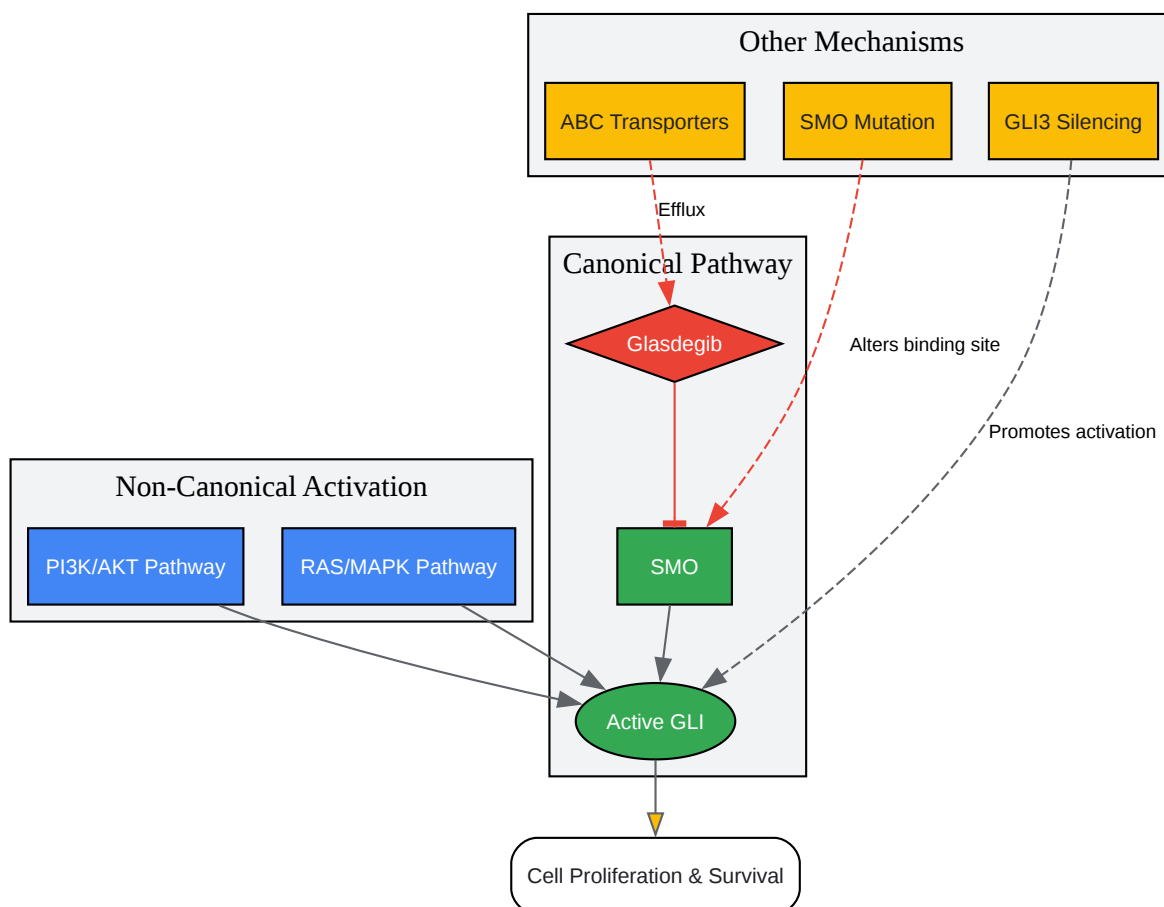 Other Mechanisms
ABC Transporters
SMO Mutation
GLI3 Silencing
Efflux
Canonical Pathway
Glasdegib
Alters binding site
Promotes activation
Non-Canonical Activation
PI3K/AKT Pathway
RAS/MAPK Pathway
SMO
Active GLI
Cell Proliferation & Survival